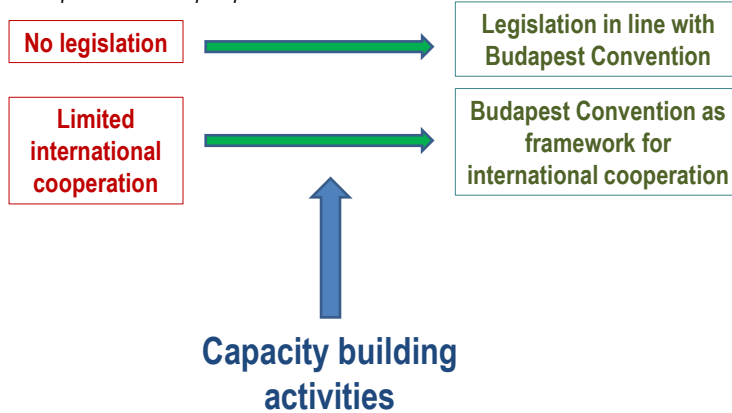 No legislation
Legislation in line with
Budapest Convention
Limited
international
cooperation
Budapest Convention as
framework for
international cooperation
Capacity building
activities